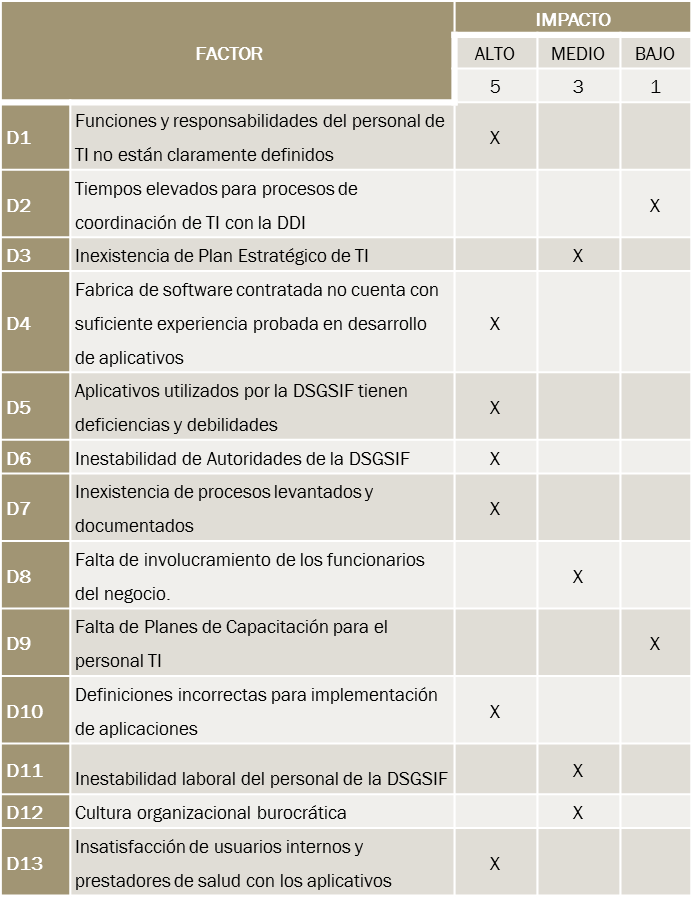 FACTOR
IMPACTO
ALTO MEDIO BAJO
5 3 1
D1 Funciones y responsabilidades del personal de
TI no están claramente definidos X
D2 Tiempos elevados para procesos de
coordinación de TI con la DDI X
D3 Inexistencia de Plan Estratégico de TI X
D4 Fabrica de software contratada no cuenta con
suficiente experiencia probada en desarrollo X
de aplicativos
D5 Aplicativos utilizados por la DSGSIF tienen
deficiencias y debilidades X
D6 Inestabilidad de Autoridades de la DSGSIF X
D7 Inexistencia de procesos levantados y
documentados X
D8 Falta de involucramiento de los funcionarios
del negocio. X
D9 Falta de Planes de Capacitación para el
personal TI X
D10 Definiciones incorrectas para implementación
de aplicaciones X
D11 Inestabilidad laboral del personal de la DSGSIF X
D12 Cultura organizacional burocrática X
D13 Insatisfacción de usuarios internos y
prestadores de salud con los aplicativos X